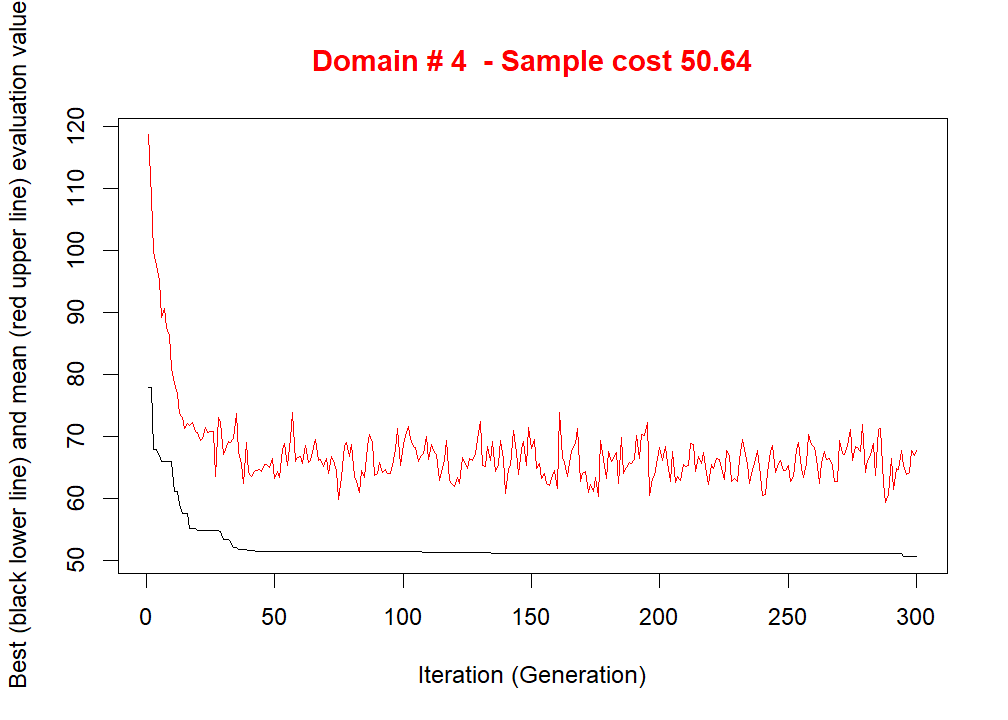 Domain # 4  - Sample cost 50.64
Best (black lower line) and mean (red upper line) evaluation value
120
110
100
90
80
70
60
50
0 50 100 150 200 250 300
Iteration (Generation)